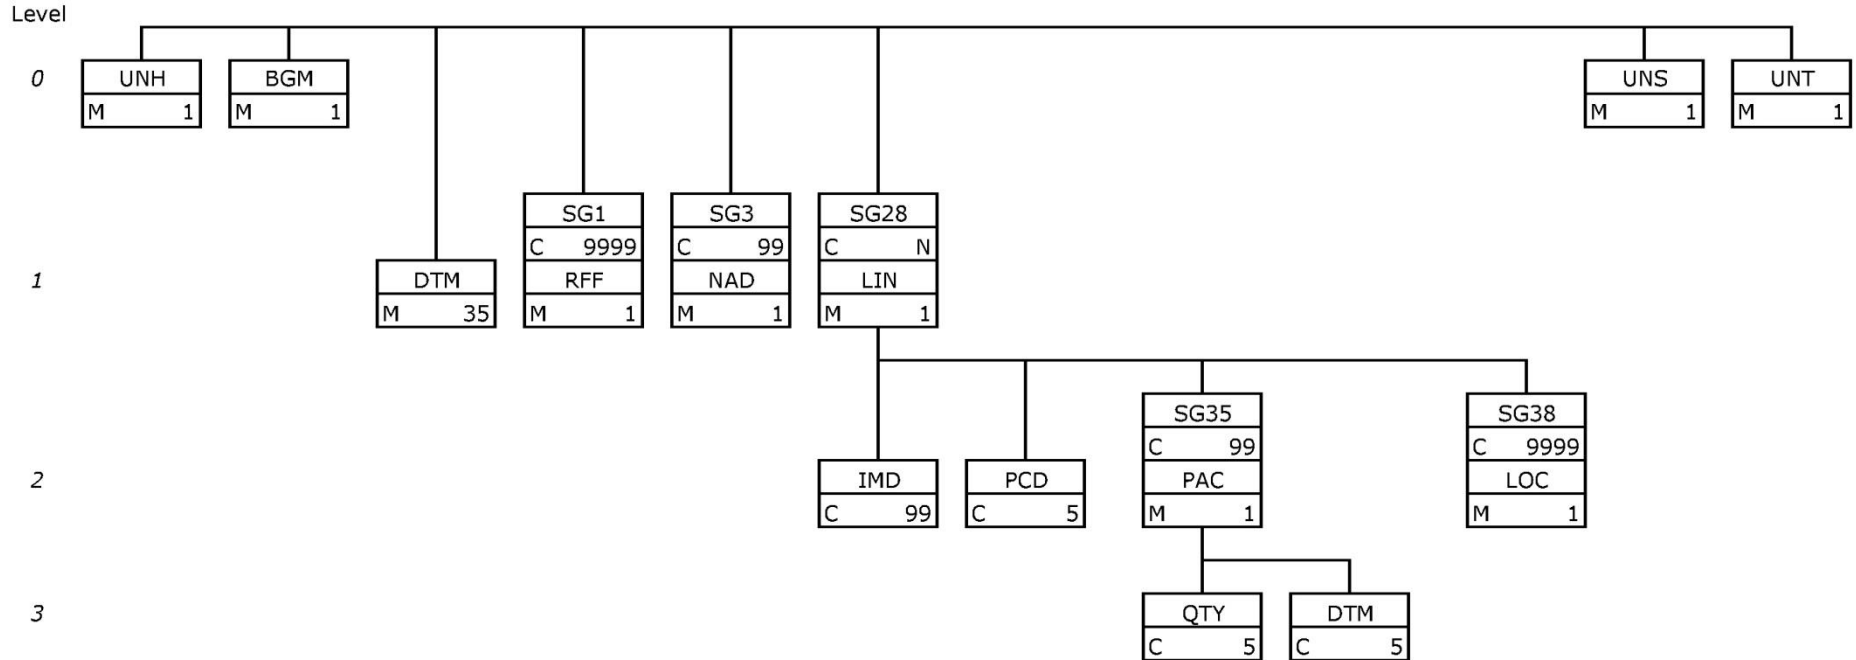 Level
0 UNH BGM UNS UNT
M 1 M 1 M 1 M 1
SG1 SG3 SG28
C 9999 C 99 C N
1 DTM RFF NAD LIN
M 35 M 1 M 1 M 1
SG35 SG38
C 99 C 9999
2 IMD PCD PAC LOC
C 99 C 5 M 1 M 1
3 QTY DTM
C 5 C 5